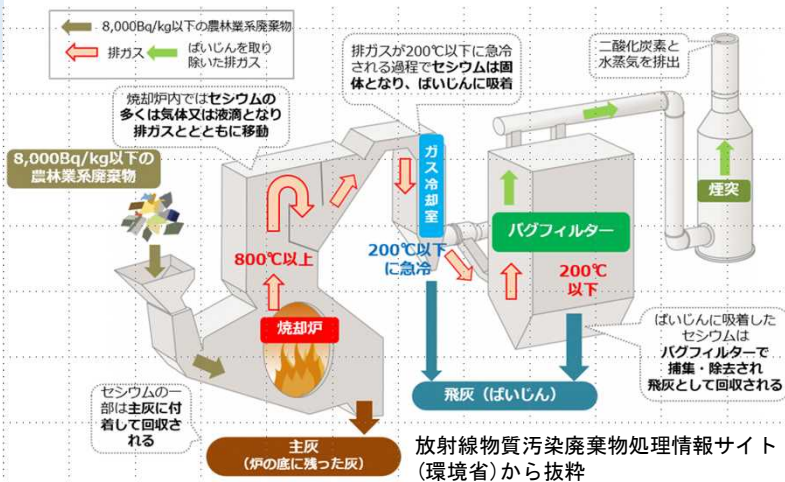 8,000Bq/kg以下の農林業系廃棄物
排ガス
ばいじんを取り
除いた排ガス
焼却炉内ではセシウムの
多くは気体又は液滴となり
排ガスととともに移動
排ガスが200℃以下に急冷
される過程でセシウムは固
体となり、ばいじんに吸着
二酸化炭素と
水蒸気を排出
8,000Bq/kg以下の
農林業系廃棄物
800℃以上
焼却炉
ガス冷却室
200℃以下
に急冷
バグフィルター
200℃
以下
煙突
セシウムの一
部は主灰に付
着して回収さ
れる
主灰
(炉の底に残った灰)
飛灰(ばいじん)
ばいじんに吸着した
セシウムは
バグフィルターで
捕集・除去され
飛灰として回収される
放射線物質汚染廃棄物処理情報サイト
(環境省)から抜粋